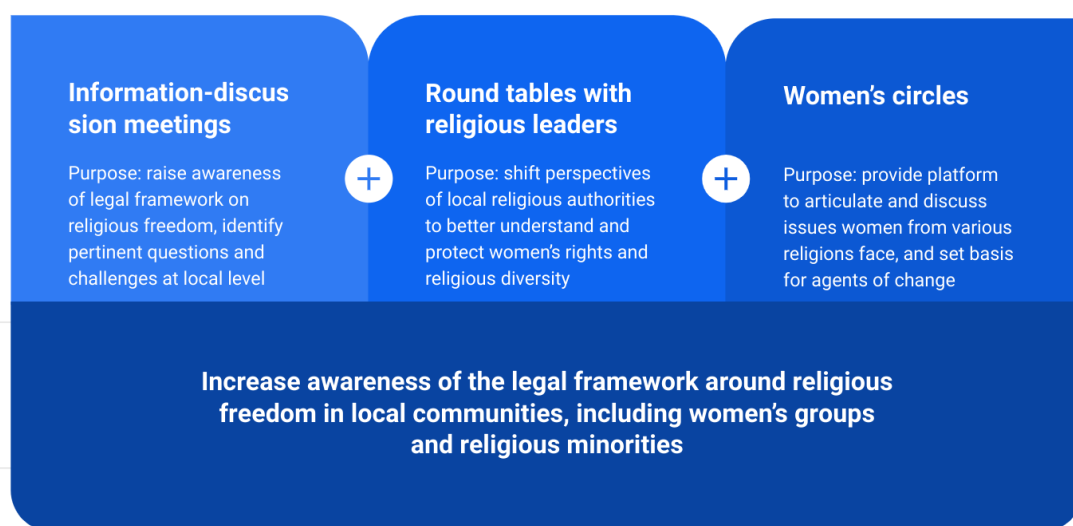 Information-discus
sion meetings
Purpose: raise awareness
of legal framework on
religious freedom, identify
pertinent questions and
challenges at local level
Round tables with
religious leaders
Purpose: shift perspectives
of local religious authorities
to better understand and
protect women's rights and
religious diversity
Women's circles
Purpose: provide platform
to articulate and discuss
issues women from various
religions face, and set basis
for agents of change
Increase awareness of the legal framework around religious
freedom in local communities, including women's groups
and religious minorities